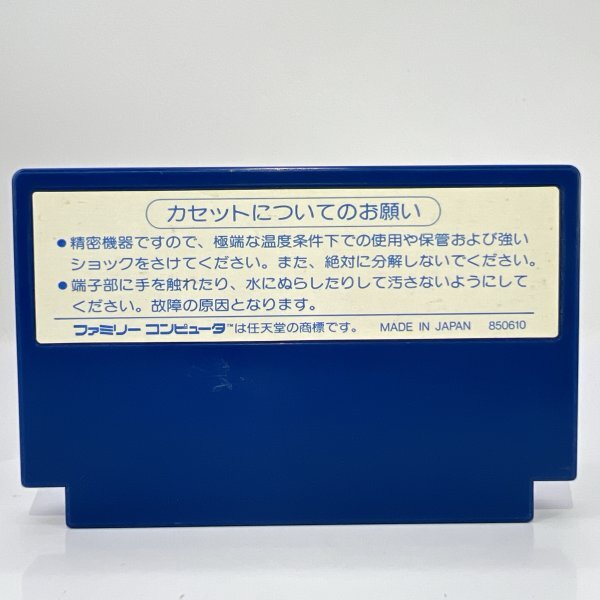 カセットについてのお願い
●精密機器ですので、極端な温度条件下での使用や保管および強い
ショックをさけてください。また、絶対に分解しないでください。
●端子部に手を触れたり、水にぬらしたりして汚さないようにして
ください。故障の原因となります。
ファミリー コンピュータ™は任天堂の商標です。 MADE IN JAPAN 850610